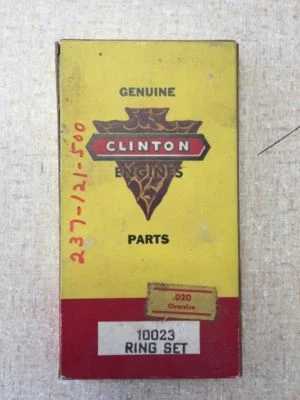 GENUINE
CLINTON
ENGINES
PARTS
237-121-500
.020
Oversize
10023
RING SET